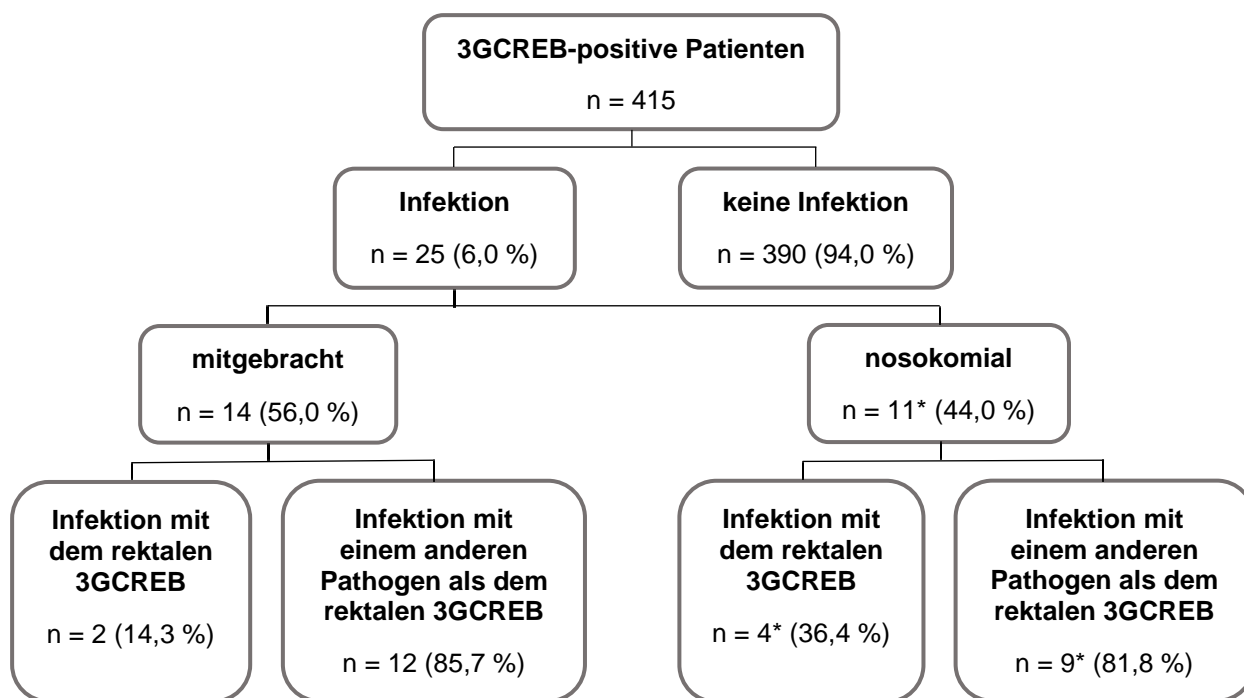 3GCREB-positive Patienten
n = 415
Infektion
n = 25 (6,0 %)
keine Infektion
n = 390 (94,0 %)
mitgebracht
n = 14 (56,0 %)
nosokomial
n = 11* (44,0 %)
Infektion mit
dem rektalen
3GCREB
n = 2 (14,3 %)
Infektion mit
einem anderen
Pathogen als dem
rektalen 3GCREB
n = 12 (85,7 %)
Infektion mit
dem rektalen
3GCREB
n = 4* (36,4 %)
Infektion mit
einem anderen
Pathogen als dem
rektalen 3GCREB
n = 9* (81,8 %)